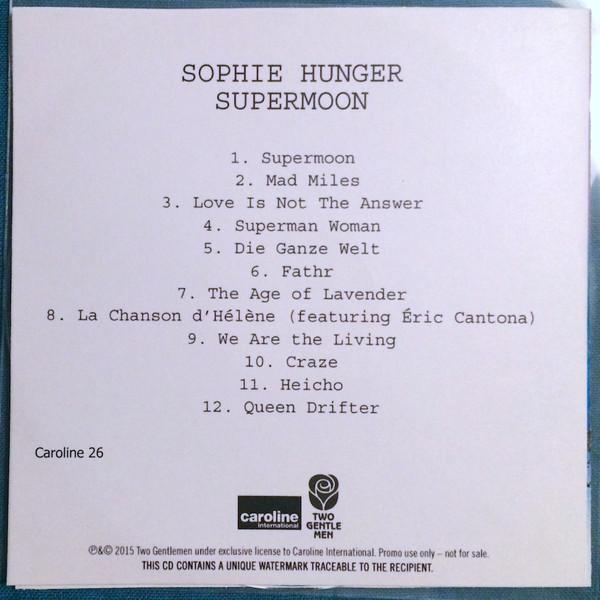 SOPHIE HUNGER
SUPERMOON
1. Supermoon
2. Mad Miles
3. Love Is Not The Answer
4. Superman Woman
5. Die Ganze Welt
6. Fathr
7. The Age of Lavender
8. La Chanson d'Hélène (featuring Éric Cantona)
9. We Are the Living
10. Craze
11. Heicho
12. Queen Drifter
Caroline 26
caroline
international
TWO
GENTLE
MEN
℗&© 2015 Two Gentlemen under exclusive license to Caroline International. Promo use only – not for sale.
THIS CD CONTAINS A UNIQUE WATERMARK TRACEABLE TO THE RECIPIENT.